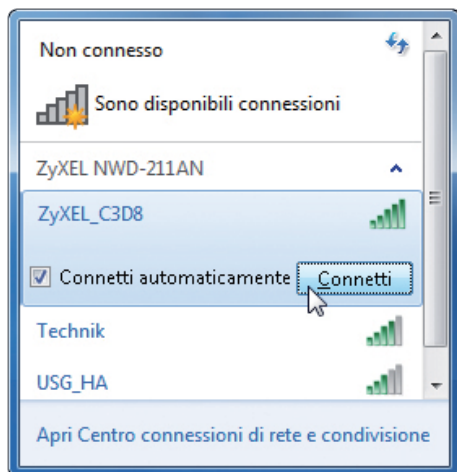 Non connesso
Sono disponibili connessioni
ZyXEL NWD-211AN
ZyXEL_C3D8
Connetti automaticamente Connetti
Technik
USG_HA
Apri Centro connessioni di rete e condivisione